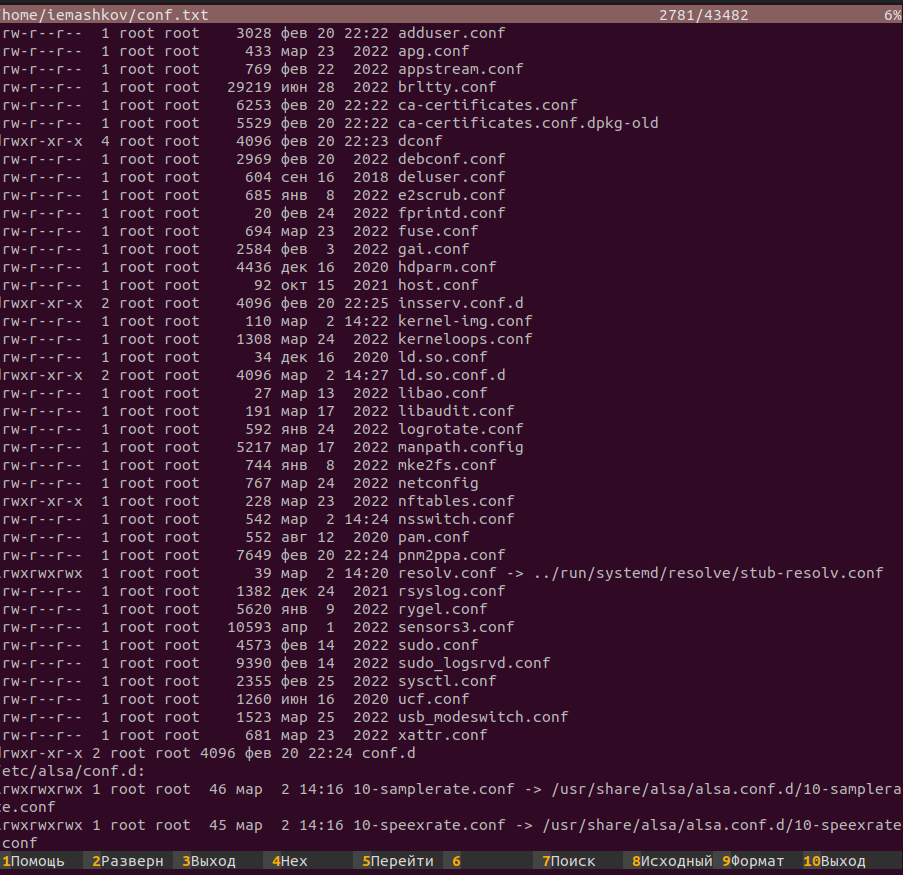 /home/iemashkov/conf.txt 2781/43482 6%
rw-r--r-- 1 root root 3028 фев 20 22:22 adduser.conf
rw-r--r-- 1 root root 433 мар 23 2022 apg.conf
rw-r--r-- 1 root root 769 фев 22 2022 appstream.conf
rw-r--r-- 1 root root 29219 июн 28 2022 brltty.conf
rw-r--r-- 1 root root 6253 фев 20 22:22 ca-certificates.conf
rw-r--r-- 1 root root 5529 фев 20 22:22 ca-certificates.conf.dpkg-old
drwxr-xr-x 4 root root 4096 фев 20 22:23 dconf
rw-r--r-- 1 root root 2969 фев 20 2022 debconf.conf
rw-r--r-- 1 root root 604 сен 16 2018 deluser.conf
rw-r--r-- 1 root root 685 янв 8 2022 e2scrub.conf
rw-r--r-- 1 root root 20 фев 24 2022 fprintd.conf
rw-r--r-- 1 root root 694 мар 23 2022 fuse.conf
rw-r--r-- 1 root root 2584 фев 3 2022 gai.conf
rw-r--r-- 1 root root 4436 дек 16 2020 hdparm.conf
rw-r--r-- 1 root root 92 окт 15 2021 host.conf
drwxr-xr-x 2 root root 4096 фев 20 22:25 insserv.conf.d
rw-r--r-- 1 root root 110 мар 2 14:22 kernel-img.conf
rw-r--r-- 1 root root 1308 мар 24 2022 kerneloops.conf
rw-r--r-- 1 root root 34 дек 16 2020 ld.so.conf
drwxr-xr-x 2 root root 4096 мар 2 14:27 ld.so.conf.d
rw-r--r-- 1 root root 27 мар 13 2022 libao.conf
rw-r--r-- 1 root root 191 мар 17 2022 libaudit.conf
rw-r--r-- 1 root root 592 янв 24 2022 logrotate.conf
rw-r--r-- 1 root root 5217 мар 17 2022 manpath.config
rw-r--r-- 1 root root 744 янв 8 2022 mke2fs.conf
rw-r--r-- 1 root root 767 мар 24 2022 netconfig
rwxr-xr-x 1 root root 228 мар 23 2022 nftables.conf
rw-r--r-- 1 root root 542 мар 2 14:24 nsswitch.conf
rw-r--r-- 1 root root 552 авг 12 2020 pam.conf
rw-r--r-- 1 root root 7649 фев 20 22:24 pnm2ppa.conf
lrwxrwxrwx 1 root root 39 мар 2 14:20 resolv.conf -> ../run/systemd/resolve/stub-resolv.conf
rw-r--r-- 1 root root 1382 дек 24 2021 rsyslog.conf
rw-r--r-- 1 root root 5620 янв 9 2022 rygel.conf
rw-r--r-- 1 root root 10593 апр 1 2022 sensors3.conf
rw-r--r-- 1 root root 4573 фев 14 2022 sudo.conf
rw-r--r-- 1 root root 9390 фев 14 2022 sudo_logsrvd.conf
rw-r--r-- 1 root root 2355 фев 25 2022 sysctl.conf
rw-r--r-- 1 root root 1260 июн 16 2020 ucf.conf
rw-r--r-- 1 root root 1523 мар 25 2022 usb_modeswitch.conf
rw-r--r-- 1 root root 681 мар 23 2022 xattr.conf
drwxr-xr-x 2 root root 4096 фев 20 22:24 conf.d
/etc/alsa/conf.d:
lrwxrwxrwx 1 root root 46 мар 2 14:16 10-samplerate.conf -> /usr/share/alsa/alsa.conf.d/10-samplera
te.conf
lrwxrwxrwx 1 root root 45 мар 2 14:16 10-speexrate.conf -> /usr/share/alsa/alsa.conf.d/10-speexrate
.conf
1Помощь 2Разверн 3Выход 4Hex 5Перейти 6 7Поиск 8Исходный 9Формат 10Выход